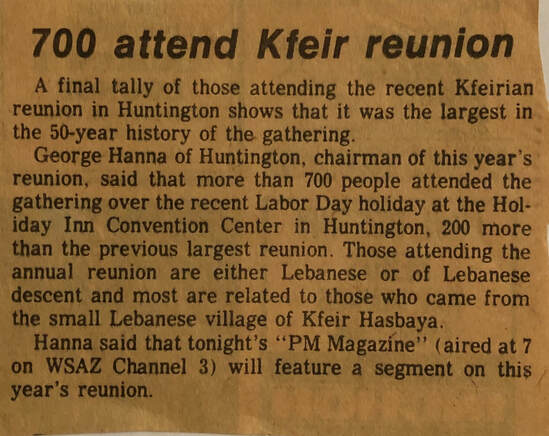 700 attend Kfeir reunion
A final tally of those attending the recent Kfeirian
reunion in Huntington shows that it was the largest in
the 50-year history of the gathering.
George Hanna of Huntington, chairman of this year's
reunion, said that more than 700 people attended the
gathering over the recent Labor Day holiday at the Hol-
iday Inn Convention Center in Huntington, 200 more
than the previous largest reunion. Those attending the
annual reunion are either Lebanese or of Lebanese
descent and most are related to those who came from
the small Lebanese village of Kfeir Hasbaya.
Hanna said that tonight's "PM Magazine" (aired at 7
on WSAZ Channel 3) will feature a segment on this
year's reunion.